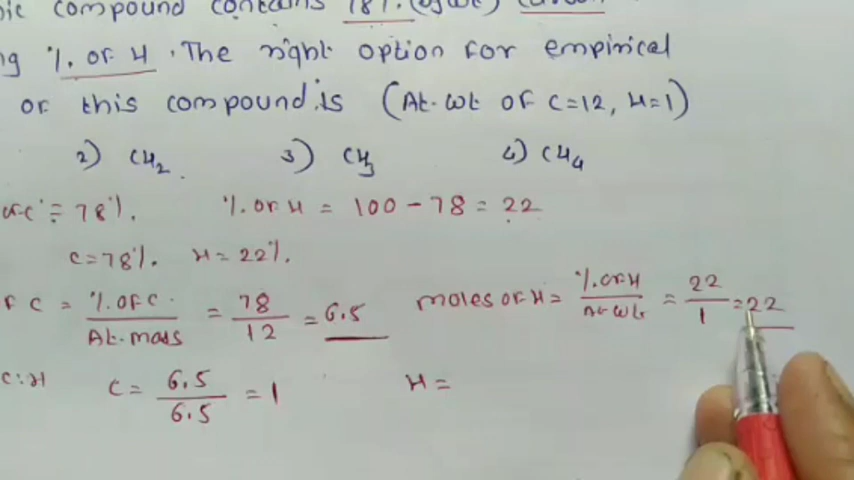 compound contains 78%. (by wt)
% of H. The right option for empirical
of this compound is (At. wt of C=12, H=1)
2) CH2. 3) CH3 4) CH4
of C = 78%. % of H = 100 - 78 = 22
C=78%. H=22%.
C = % OF C / At. mass = 78 / 12 = 6.5 moles of H = % of H / At wt = 22 / 1 = 22
C:H C = 6.5 / 6.5 = 1 H =